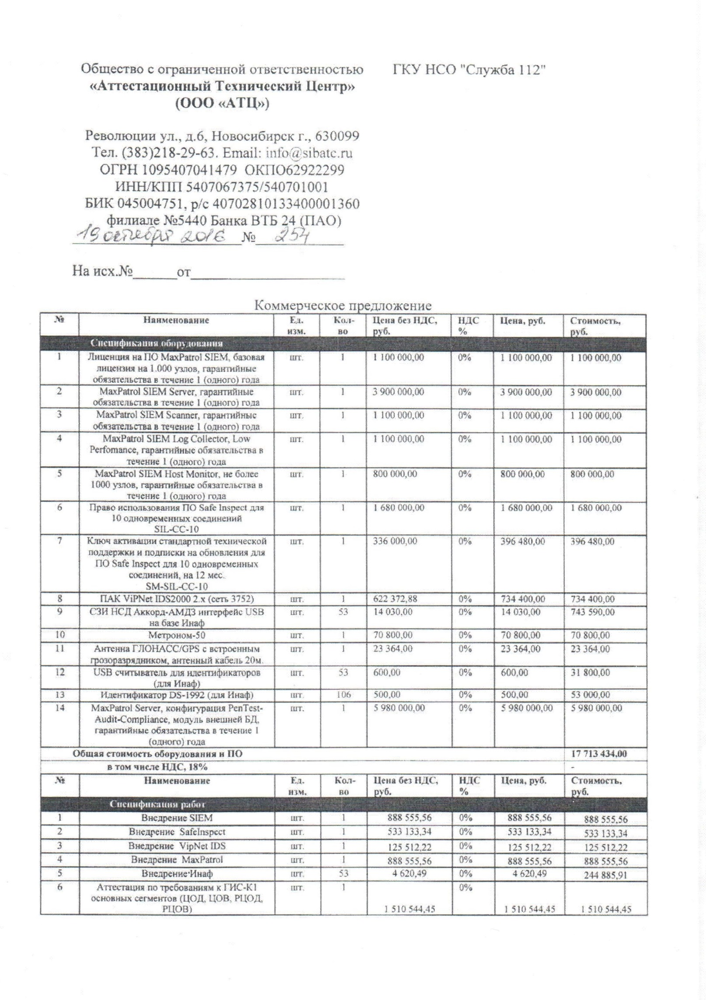 Общество с ограниченной ответственностью
«Аттестационный Технический Центр»
(ООО «АТЦ»)
ГКУ НСО "Служба 112"
Революции ул., д.6, Новосибирск г., 630099
Тел. (383)218-29-63. Email: info@sibatc.ru
ОГРН 1095407041479 ОКПО62922299
ИНН/КПП 5407067375/540701001
БИК 045004751, р/с 40702810133400001360
филиале №5440 Банка ВТБ 24 (ПАО)
19 октября 2016 № 254
На исх.№______от____________________
Коммерческое предложение
№ Наименование Ед. изм. Кол-во Цена без НДС, руб. НДС % Цена, руб. Стоимость, руб.
Спецификация оборудования
1 Лиценция на ПО MaxPatrol SIEM, базовая шт. 1 1 100 000,00 0% 1 100 000,00 1 100 000,00
лицензия на 1.000 узлов, гарантийные
обязательства в течение 1 (одного) года
2 MaxPatrol SIEM Server, гарантийные шт. 1 3 900 000,00 0% 3 900 000,00 3 900 000,00
обязательства в течение 1 (одного) года
3 MaxPatrol SIEM Scanner, гарантийные шт. 1 1 100 000,00 0% 1 100 000,00 1 100 000,00
обязательства в течение 1 (одного) года
4 MaxPatrol SIEM Log Collector, Low шт. 1 1 100 000,00 0% 1 100 000,00 1 100 000,00
Perfomance, гарантийные обязательства в
течение 1 (одного) года
5 MaxPatrol SIEM Host Monitor, не более шт. 1 800 000,00 0% 800 000,00 800 000,00
1000 узлов, гарантийные обязательства в
течение 1 (одного) года
6 Право использования ПО Safe Inspect для шт. 1 1 680 000,00 0% 1 680 000,00 1 680 000,00
10 одновременных соединений
SIL-CC-10
7 Ключ активации стандартной технической шт. 1 336 000,00 0% 396 480,00 396 480,00
поддержки и подписки на обновления для
ПО Safe Inspect для 10 одновременных
соединений, на 12 мес.
SM-SIL-CC-10
8 ПАК ViPNet IDS2000 2.x (сеть 3752) шт. 1 622 372,88 0% 734 400,00 734 400,00
9 СЗИ НСД Аккорд-АМДЗ интерфейс USB шт. 53 14 030,00 0% 14 030,00 743 590,00
на базе Инаф
10 Метроном-50 шт. 1 70 800,00 0% 70 800,00 70 800,00
11 Антенна ГЛОНАСС/GPS с встроенным шт. 1 23 364,00 0% 23 364,00 23 364,00
грозоразрядником, антенный кабель 20м.
12 USB считыватель для идентификаторов шт. 53 600,00 0% 600,00 31 800,00
(для Инаф)
13 Идентификатор DS-1992 (для Инаф) шт. 106 500,00 0% 500,00 53 000,00
14 MaxPatrol Server, конфигурация PenTest- шт. 1 5 980 000,00 0% 5 980 000,00 5 980 000,00
Audit-Compliance, модуль внешней БД,
гарантийные обязательства в течение 1
(одного) года
Общая стоимость оборудования и ПО 17 713 434,00
в том числе НДС, 18% -
№ Наименование Ед. изм. Кол-во Цена без НДС, руб. НДС % Цена, руб. Стоимость, руб.
Спецификация работ
1 Внедрение SIEM шт. 1 888 555,56 0% 888 555,56 888 555,56
2 Внедрение SafeInspect шт. 1 533 133,34 0% 533 133,34 533 133,34
3 Внедрение VipNet IDS шт. 1 125 512,22 0% 125 512,22 125 512,22
4 Внедрение MaxPatrol шт. 1 888 555,56 0% 888 555,56 888 555,56
5 Внедрение Инаф шт. 53 4 620,49 0% 4 620,49 244 885,91
6 Аттестация по требованиям к ГИС-К1 шт. 1 0%
основных сегментов (ЦОД, ЦОВ, РЦОД,
РЦОВ) 1 510 544,45 1 510 544,45 1 510 544,45